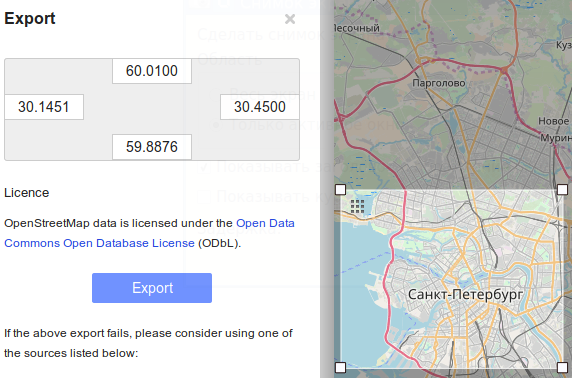 Export
60.0100
30.1451
30.4500
59.8876
Licence
OpenStreetMap data is licensed under the Open Data
Commons Open Database License (ODbL).
Export
If the above export fails, please consider using one of
the sources listed below:
Парголово
Новое
Санкт-Петербург